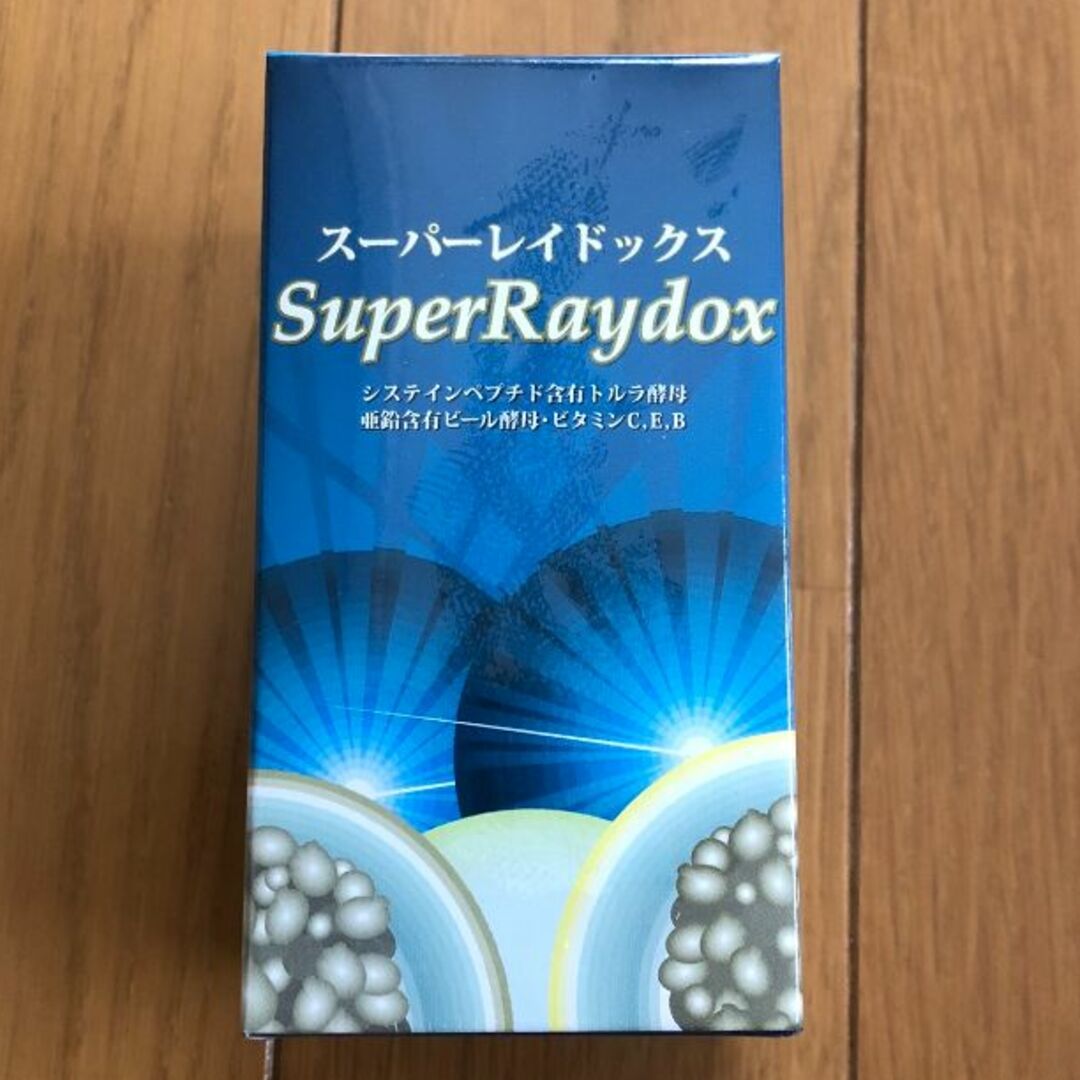 スーパーレイドックス
SuperRaydox
システインペプチド含有トルラ酵母
亜鉛含有ビール酵母・ビタミンC,E,B